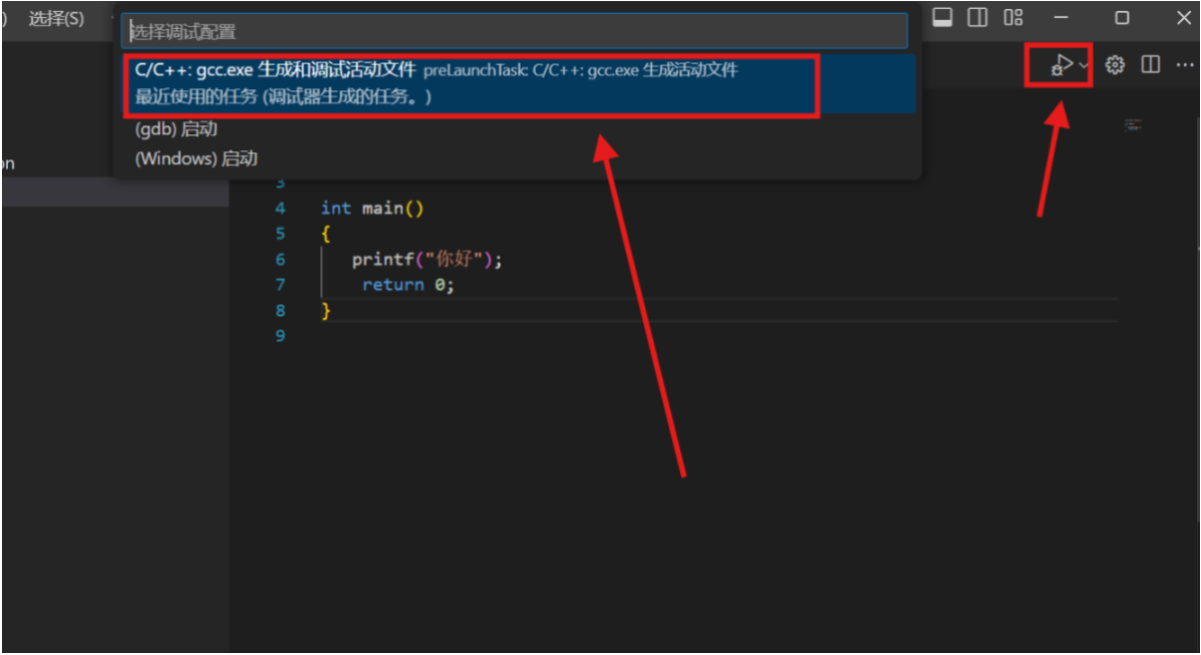 ) 选择(S)
选择调试配置
C/C++: gcc.exe 生成和调试活动文件 preLaunchTask: C/C++: gcc.exe 生成活动文件
最近使用的任务 (调试器生成的任务。)
(gdb) 启动
(Windows) 启动
on
3
4 int main()
5 {
6 printf("你好");
7 return 0;
8 }
9